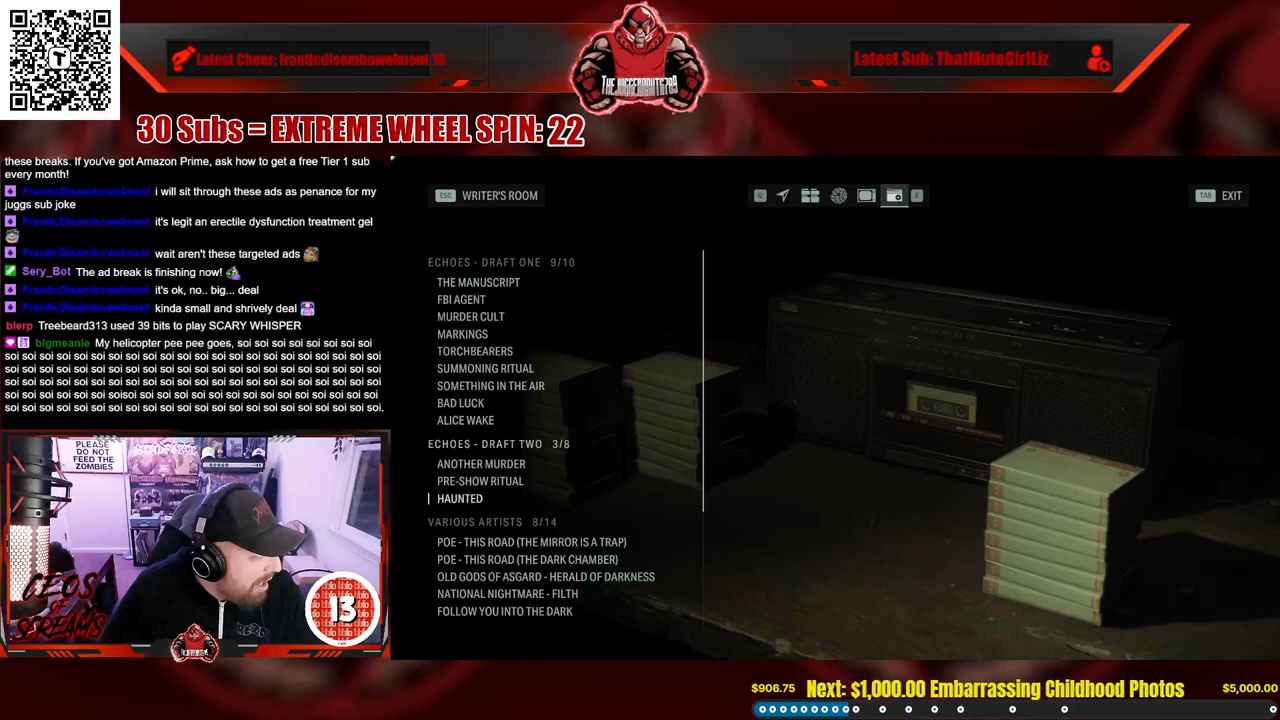 Latest Cheer: franticdisembowelment 10
THEJUGGERNAUT6789
Latest Sub: ThatMuteGirlLiz
30 Subs = EXTREME WHEEL SPIN: 22
these breaks. If you've got Amazon Prime, ask how to get a free Tier 1 sub
every month!
FranticDisembowelment i will sit through these ads as penance for my
juggs sub joke
FranticDisembowelment it's legit an erectile dysfunction treatment gel
FranticDisembowelment wait aren't these targeted ads
Sery_Bot The ad break is finishing now!
FranticDisembowelment it's ok, no.. big... deal
FranticDisembowelment kinda small and shrively deal
blerp Treebeard313 used 39 bits to play SCARY WHISPER
bigmeanie My helicopter pee pee goes, soi soi soi soi soi soi soi soi
soi soi soi soi soi soi soi soi soi soi soi soi soi soi soi soi soi soi soi
soi soi soi soi soi soi soi soi soi soi soi soi soi soi soi soi soi soi soi
soi soi soi soi soi soi soi soi soi soi soi soi soi soi soi soi soi soi soi
soi soi soi soi soi soi soisoi soi soi soi soi soi soi soi soi soi soi soi
soi soi soi soi soi soi soi soi soi soi soi soi soi soi soi soi soi soi soi.
ESC WRITER'S ROOM
Q
E
TAB EXIT
ECHOES - DRAFT ONE 9/10
THE MANUSCRIPT
FBI AGENT
MURDER CULT
MARKINGS
TORCHBEARERS
SUMMONING RITUAL
SOMETHING IN THE AIR
BAD LUCK
ALICE WAKE
ECHOES - DRAFT TWO 3/8
ANOTHER MURDER
PRE-SHOW RITUAL
HAUNTED
VARIOUS ARTISTS 8/14
POE - THIS ROAD (THE MIRROR IS A TRAP)
POE - THIS ROAD (THE DARK CHAMBER)
OLD GODS OF ASGARD - HERALD OF DARKNESS
NATIONAL NIGHTMARE - FILTH
FOLLOW YOU INTO THE DARK
PLEASE
DO NOT
FEED THE
ZOMBIES
CEOS
OF
SCREAMS
13
$906.75 Next: $1,000.00 Embarrassing Childhood Photos $5,000.00